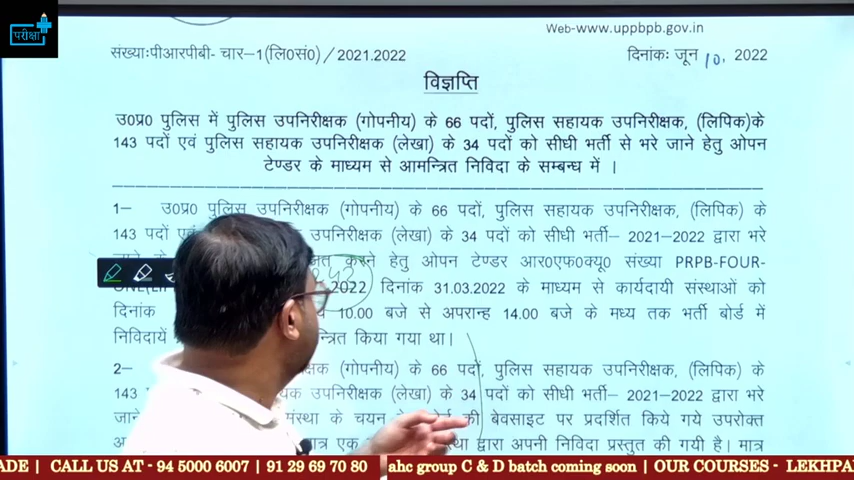 परीक्षा
Web-www.uppbpb.gov.in
संख्याःपीआरपीबी- चार–1(लि0सं0)/2021.2022
दिनांकः जून 10, 2022
विज्ञप्ति
उ0प्र0 पुलिस में पुलिस उपनिरीक्षक (गोपनीय) के 66 पदों, पुलिस सहायक उपनिरीक्षक, (लिपिक)के
143 पदों एवं पुलिस सहायक उपनिरीक्षक (लेखा) के 34 पदों को सीधी भर्ती से भरे जाने हेतु ओपन
टेण्डर के माध्यम से आमन्त्रित निविदा के सम्बन्ध में ।
1– उ0प्र0 पुलिस उपनिरीक्षक (गोपनीय) के 66 पदों, पुलिस सहायक उपनिरीक्षक, (लिपिक) के
143 पदों उपनिरीक्षक (लेखा) के 34 पदों को सीधी भर्ती– 2021–2022 द्वारा भरे
करने हेतु ओपन टेण्डर आर0एफ0क्यू0 संख्या PRPB-FOUR-
2022 दिनांक 31.03.2022 के माध्यम से कार्यदायी संस्थाओं को
दिनांक 10.00 बजे से अपरान्ह 14.00 बजे के मध्य तक भर्ती बोर्ड में
निविदायें किया गया था।
2– (गोपनीय) के 66 पदों, पुलिस सहायक उपनिरीक्षक, (लिपिक) के
143 उपनिरीक्षक (लेखा) के 34 पदों को सीधी भर्ती– 2021–2022 द्वारा भरे
संस्था के चयन की बेवसाइट पर प्रदर्शित किये गये उपरोक्त
एक द्वारा अपनी निविदा प्रस्तुत की गयी है। मात्र
ADE | CALL US AT - 94 5000 6007 | 91 29 69 70 80 ahc group C & D batch coming soon | OUR COURSES - LEKHPA